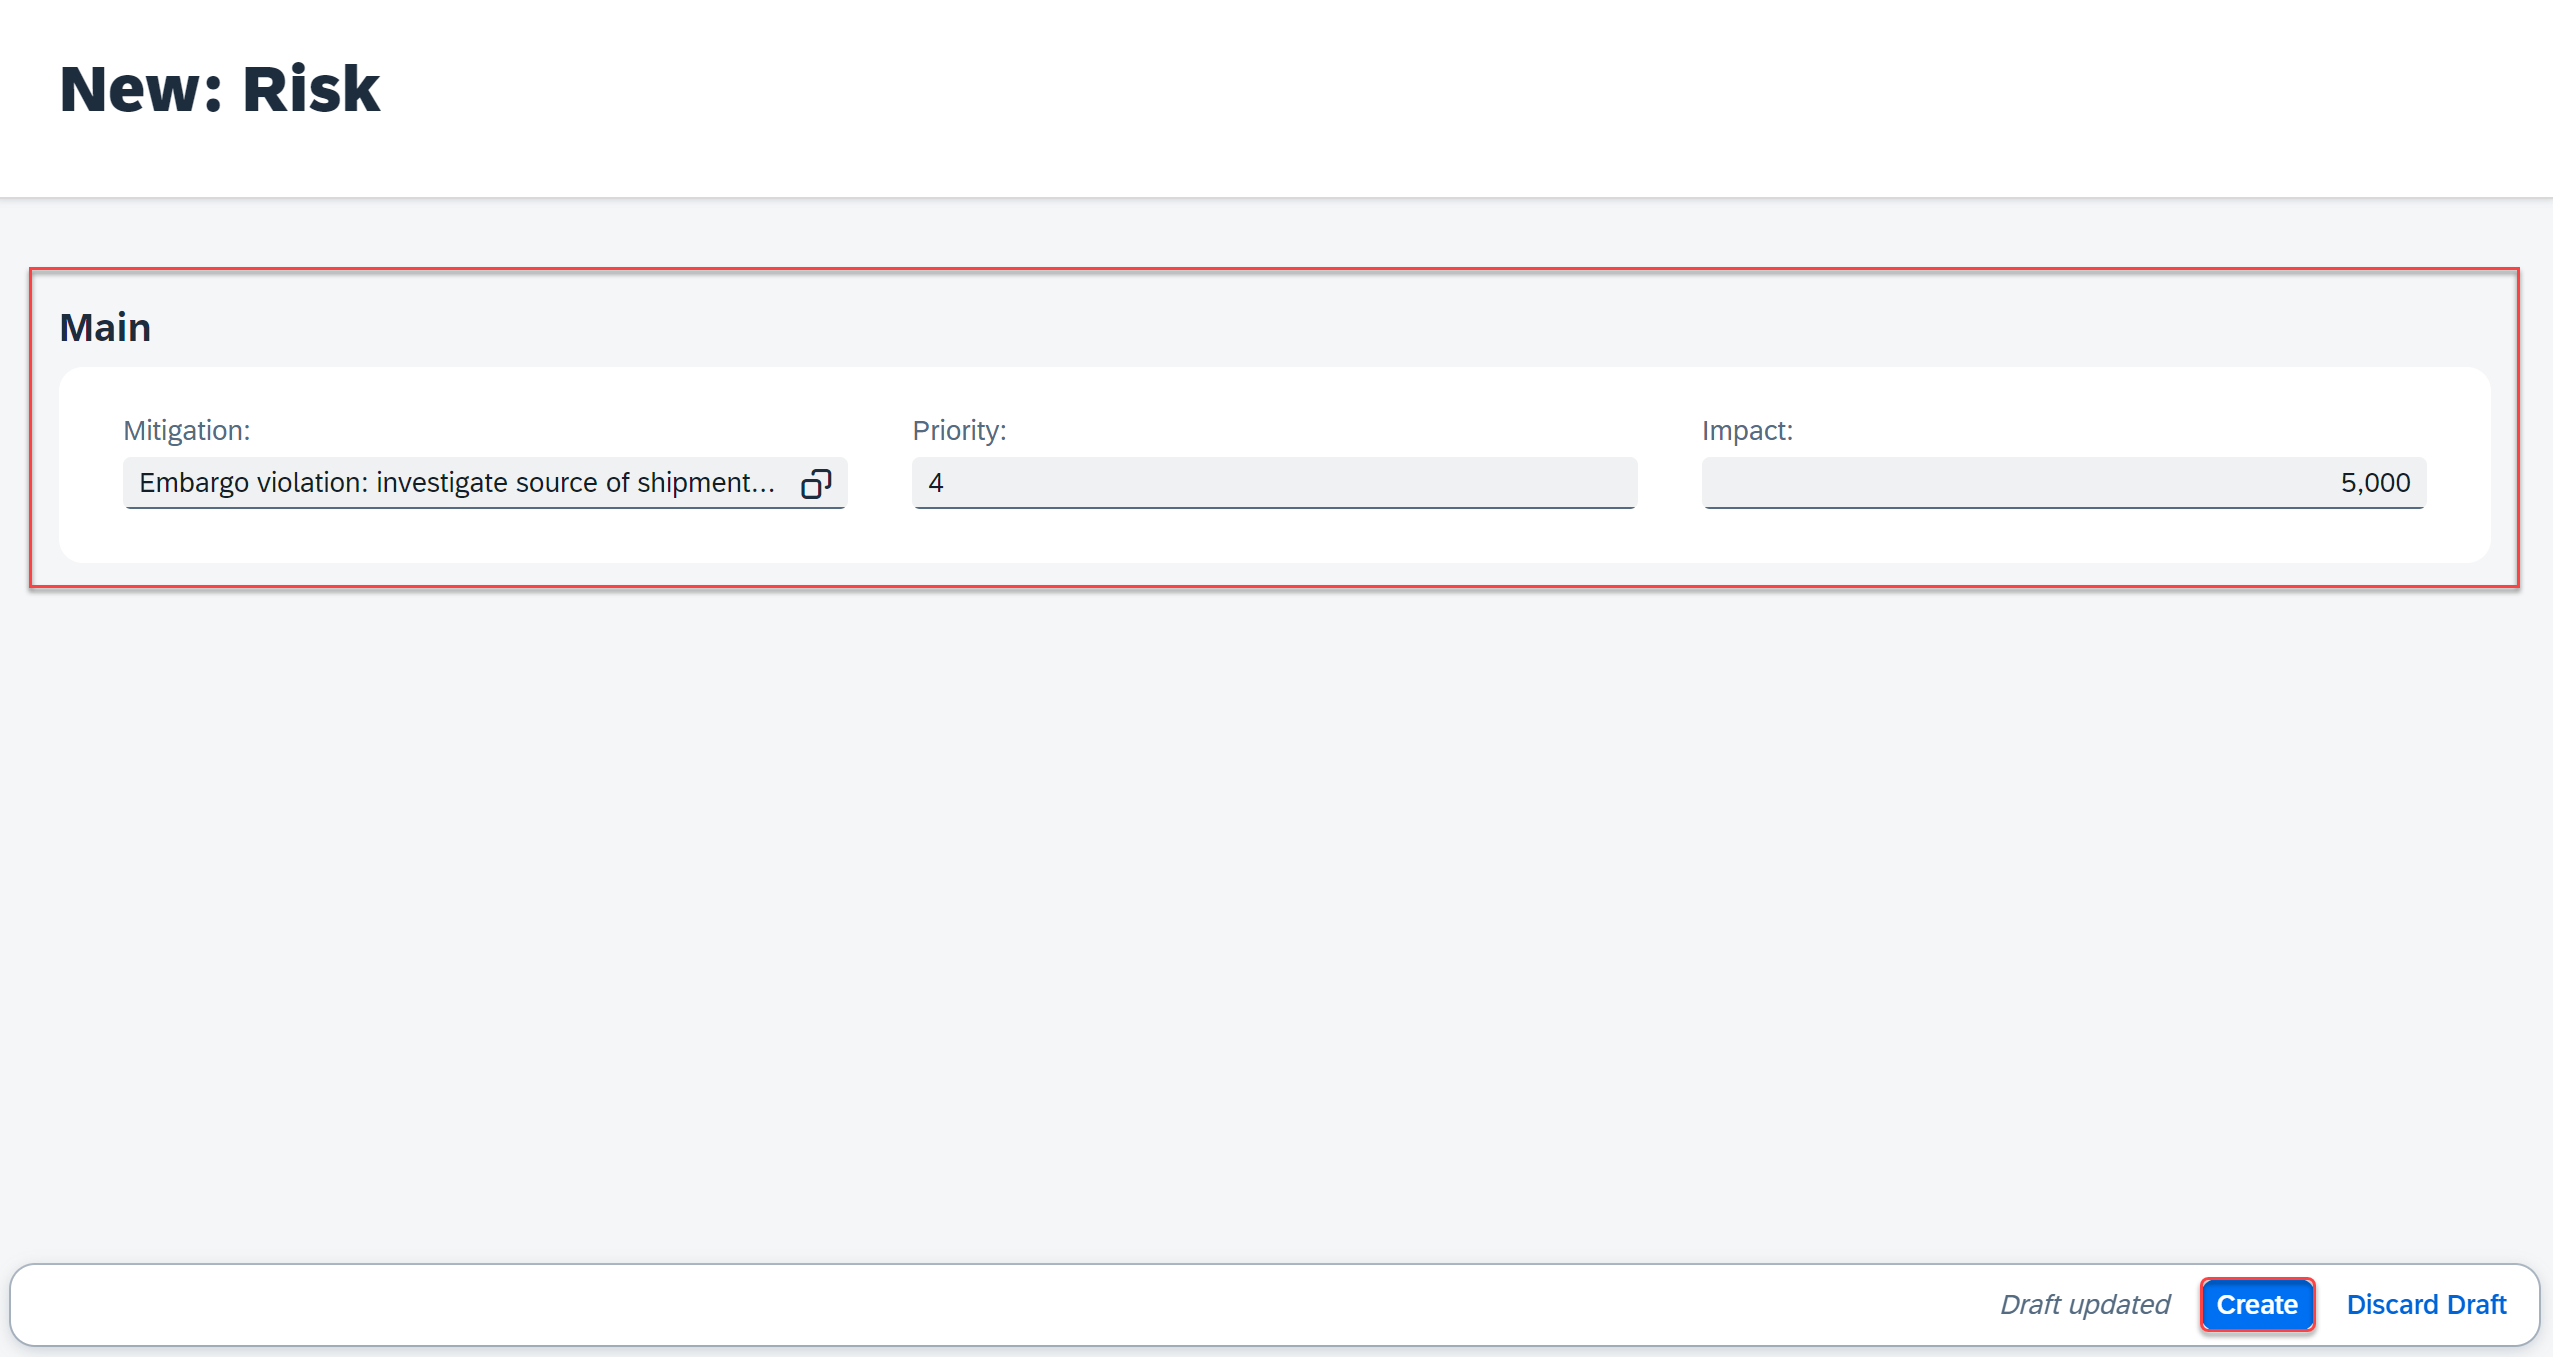 New: Risk
Main
Mitigation: Priority: Impact:
Embargo violation: investigate source of shipment... 4 5,000
Draft updated Create Discard Draft